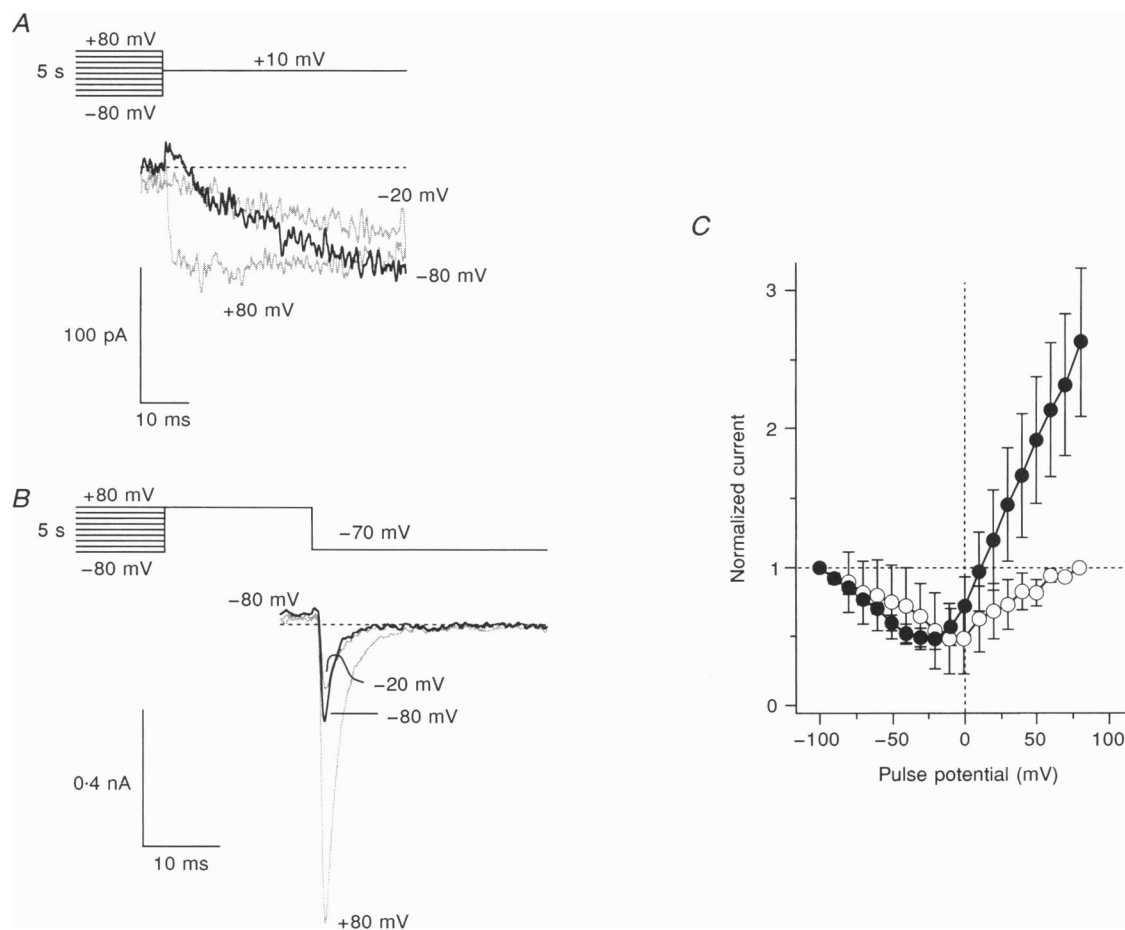 A
+80 mV
+10 mV
5 s
−80 mV
−20 mV
−80 mV
+80 mV
100 pA
10 ms
B
+80 mV
5 s
−70 mV
−80 mV
−80 mV
−20 mV
−80 mV
0·4 nA
10 ms
+80 mV
C
3
2
1
0
Normalized current
−100
−50
0
50
100
Pulse potential (mV)